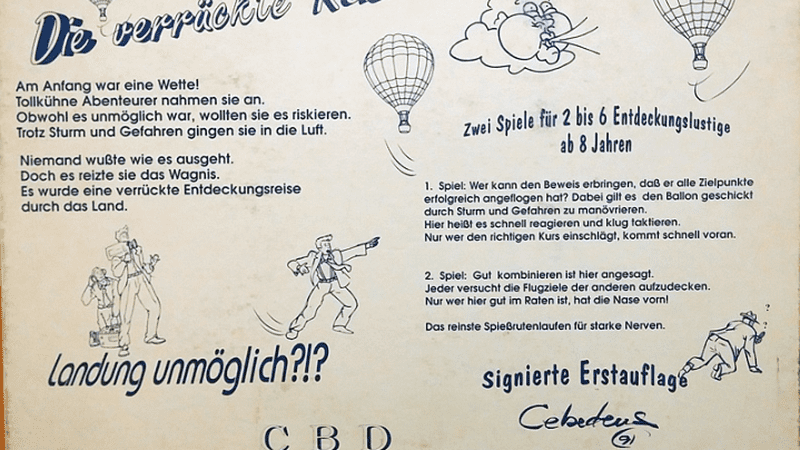 Die verrückte
Am Anfang war eine Wette!
Tollkühne Abenteurer nahmen sie an.
Obwohl es unmöglich war, wollten sie es riskieren.
Trotz Sturm und Gefahren gingen sie in die Luft.
Niemand wußte wie es ausgeht.
Doch es reizte sie das Wagnis.
Es wurde eine verrückte Entdeckungsreise
durch das Land.
Landung unmöglich?!?
Zwei Spiele für 2 bis 6 Entdeckungslustige
ab 8 Jahren
1. Spiel: Wer kann den Beweis erbringen, daß er alle Zielpunkte
erfolgreich angeflogen hat? Dabei gilt es den Ballon geschickt
durch Sturm und Gefahren zu manövrieren.
Hier heißt es schnell reagieren und klug taktieren.
Nur wer den richtigen Kurs einschlägt, kommt schnell voran.
2. Spiel: Gut kombinieren ist hier angesagt.
Jeder versucht die Flugziele der anderen aufzudecken.
Nur wer hier gut im Raten ist, hat die Nase vorn!
Das reinste Spießrutenlaufen für starke Nerven.
? ?
Signierte Erstauflage
91
C B D